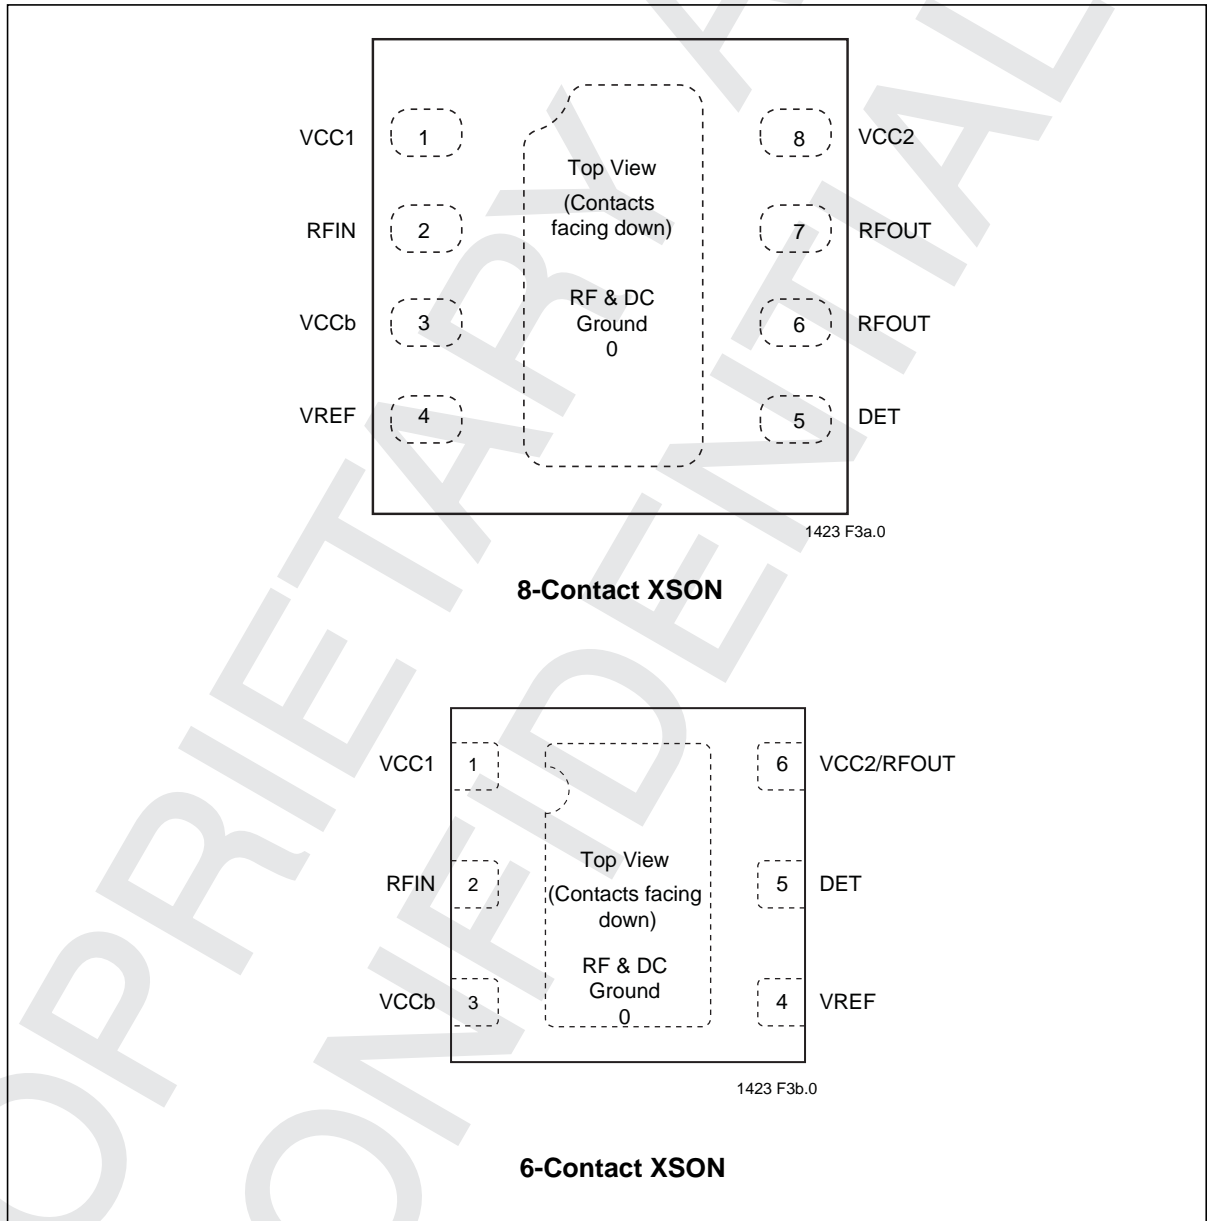 VCC1 1 8 VCC2
Top View
(Contacts
facing down)
RFIN 2 7 RFOUT
RF & DC
Ground
0
VCCb 3 6 RFOUT
VREF 4 5 DET
1423 F3a.0
8-Contact XSON
VCC1 1 6 VCC2/RFOUT
Top View
RFIN 2 5 DET
(Contacts facing
down)
RF & DC
Ground
0
VCCb 3 4 VREF
1423 F3b.0
6-Contact XSON